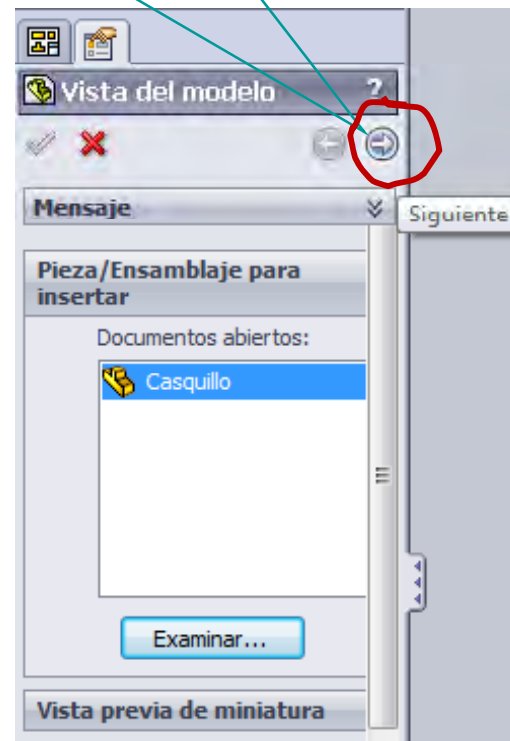 Vista del modelo ?
Mensaje
Siguiente
Pieza/Ensamblaje para
insertar
Documentos abiertos:
Casquillo
Examinar...
Vista previa de miniatura